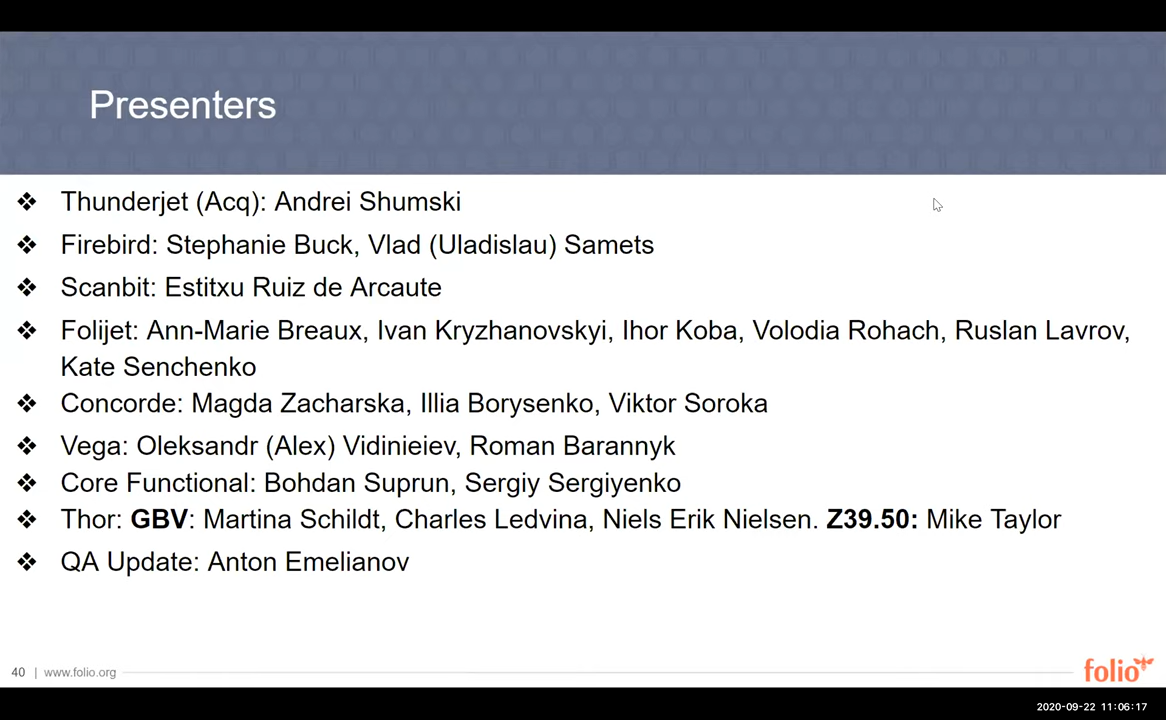 Presenters
❖ Thunderjet (Acq): Andrei Shumski
❖ Firebird: Stephanie Buck, Vlad (Uladislau) Samets
❖ Scanbit: Estitxu Ruiz de Arcaute
❖ Folijet: Ann-Marie Breaux, Ivan Kryzhanovskyi, Ihor Koba, Volodia Rohach, Ruslan Lavrov,
Kate Senchenko
❖ Concorde: Magda Zacharska, Illia Borysenko, Viktor Soroka
❖ Vega: Oleksandr (Alex) Vidinieiev, Roman Barannyk
❖ Core Functional: Bohdan Suprun, Sergiy Sergiyenko
❖ Thor: GBV: Martina Schildt, Charles Ledvina, Niels Erik Nielsen. Z39.50: Mike Taylor
❖ QA Update: Anton Emelianov
40 | www.folio.org
folio
2020-09-22 11:06:17